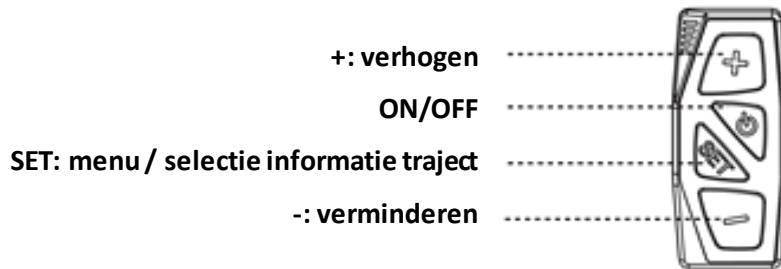 +: verhogen
ON/OFF
SET: menu / selectie informatie traject
SET
-: verminderen